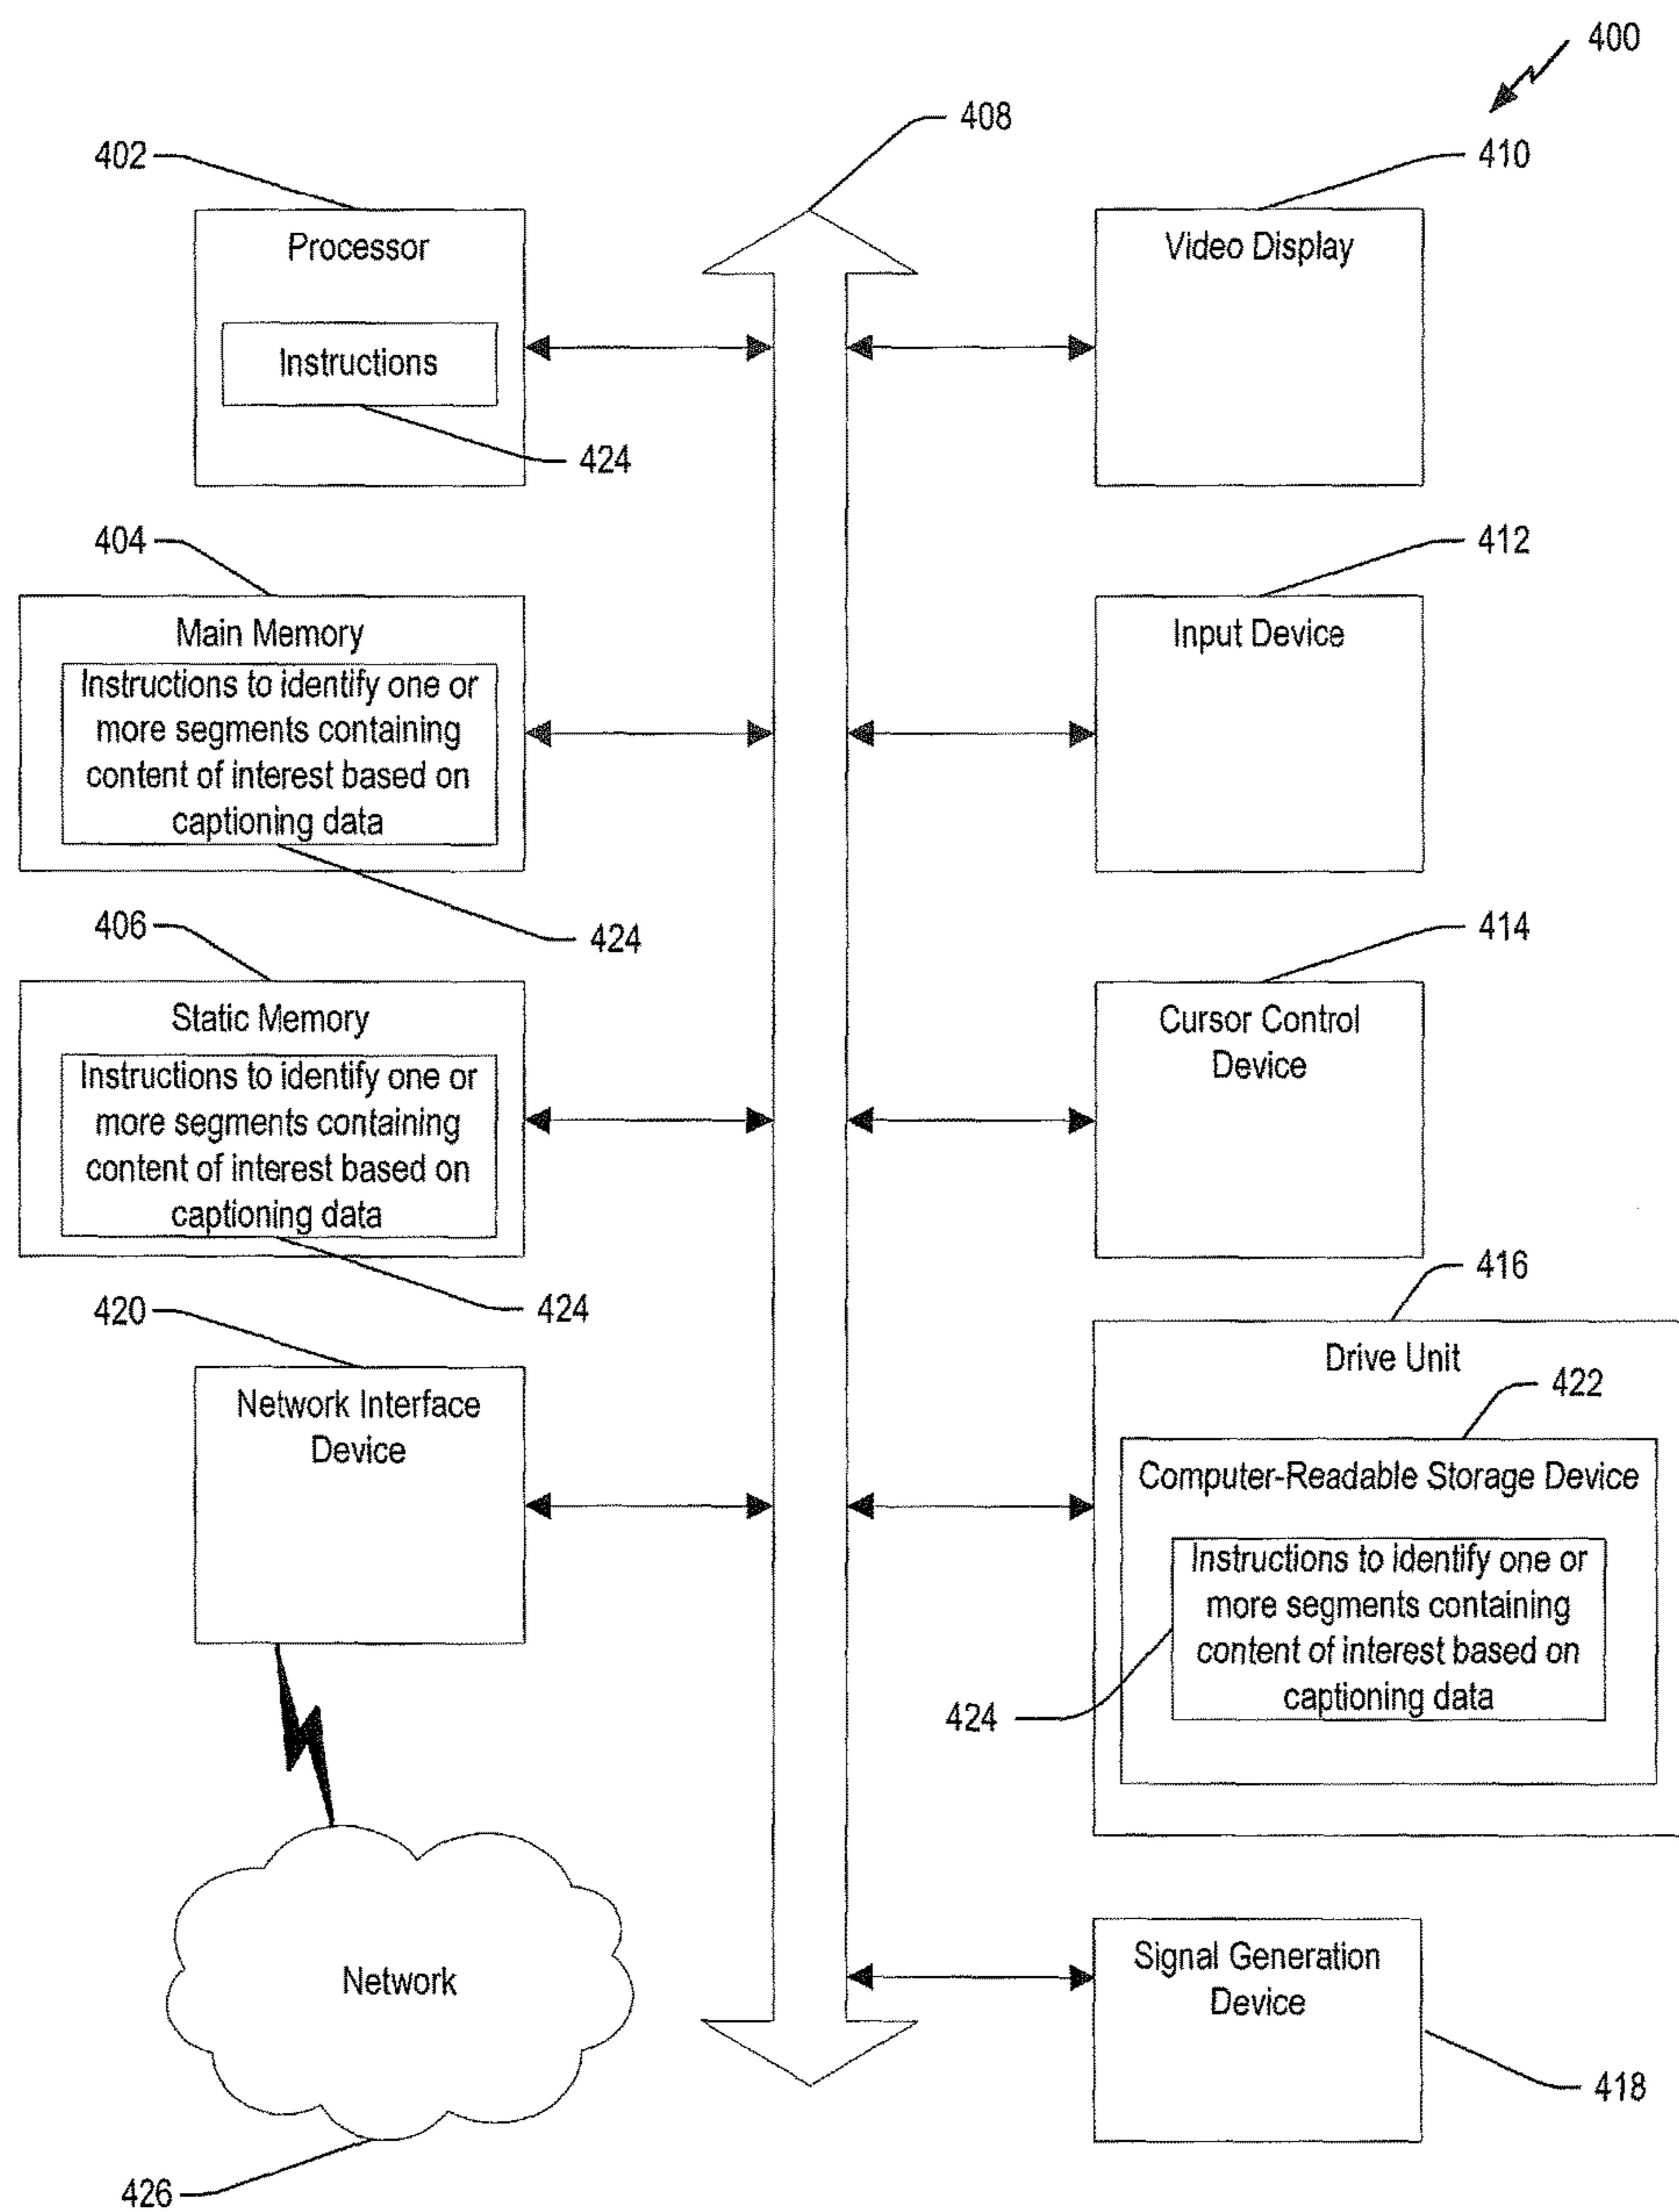 400
408
402
410
Processor
Video Display
Instructions
424
404
412
Main Memory
Input Device
Instructions to identify one or
more segments containing
content of interest based on
captioning data
424
406
414
Static Memory
Cursor Control
Device
Instructions to identify one or
more segments containing
content of interest based on
captioning data
424
416
420
Drive Unit
422
Network Interface
Device
Computer-Readable Storage Device
Instructions to identify one or
more segments containing
content of interest based on
captioning data
424
Signal Generation
Device
Network
418
426